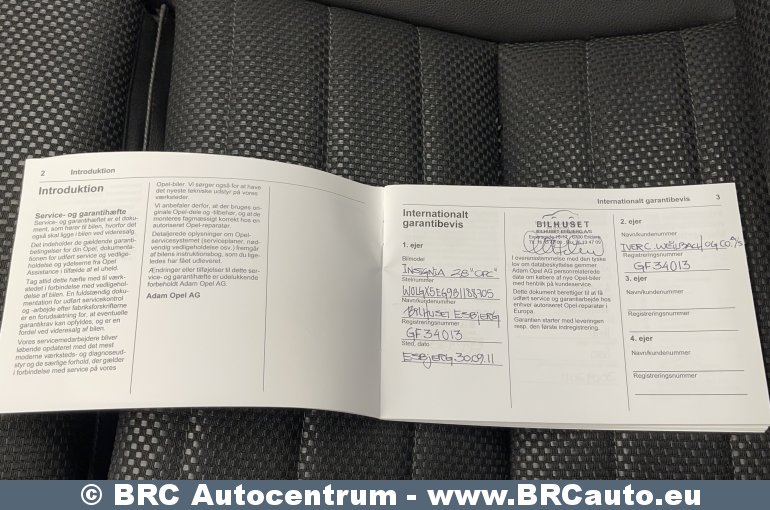 2 Introduktion
Introduktion
Service- og garantihæfte
Service- og garantihæftet er et doku-
ment, som hører til bilen, hvorfor det
også skal ligge i bilen ved videresalg.
Det indeholder de gældende garanti-
betingelser for din Opel, dokumenta-
tionen for udført service og vedlige-
holdelse og ydelserne fra Opel
Assistance i tilfælde af et uheld.
Tag altid dette hæfte med til værk-
stedet i forbindelse med vedligehol-
delse af bilen. En fuldstændig doku-
mentation for udført servicekontrol
og -arbejde efter fabriksforskrifterne
er en forudsætning for, at eventuelle
garantikrav kan opfyldes, og er en
fordel ved videresalg af bilen.
Vores servicemedarbejdere bliver
løbende opdateret med det mest
moderne værksteds- og diagnoseud-
styr og de særlige forhold, der gælder
i forbindelse med service på vores
Opel-biler. Vi sørger også for at have
det nyeste tekniske udstyr på vores
værksteder.
Vi anbefaler derfor, at der bruges ori-
ginale Opel-dele og -tilbehør, og at de
monteres fagmæssigt korrekt hos en
autoriseret Opel-reparatør.
Detaljerede oplysninger om Opel-
servicesystemet (serviceplaner, nød-
vendig vedligeholdelse osv.) fremgår
af bilens instruktionsbog, som du lige-
ledes har fået udleveret.
Ændringer eller tilføjelser til dette ser-
vice- og garantihæfte er udelukkende
forbeholdt Adam Opel AG.
Adam Opel AG
Internationalt garantibevis 3
Internationalt
garantibevis
1. ejer
Bilmodel
INSIGNIA 2.8 "OPC"
Stelnummer
Navn/kundenummer
BILHUSET ESBJERG
Registreringsnummer
GF 34013
Sted, dato
ESBJERG 30.09.11
BILHUSET
BILHUSET ESBJERG A/S
I overensstemmelse med den danske
lov om databeskyttelse gemmer
Adam Opel AG personrelaterede
data om købere af nye Opel-biler
med henblik på kundeservice.
Dette dokument berettiger til at få
udført service og garantiarbejde hos
enhver autoriseret Opel-reparatør i
Europa.
Garantien starter med leveringen
resp. den første indregistrering.
2. ejer
Navn/kundenummer
Registreringsnummer
GF 34013
3. ejer
Navn/kundenummer
Registreringsnummer
4. ejer
Navn/kundenummer
Registreringsnummer
© BRC Autocentrum - www.BRCauto.eu